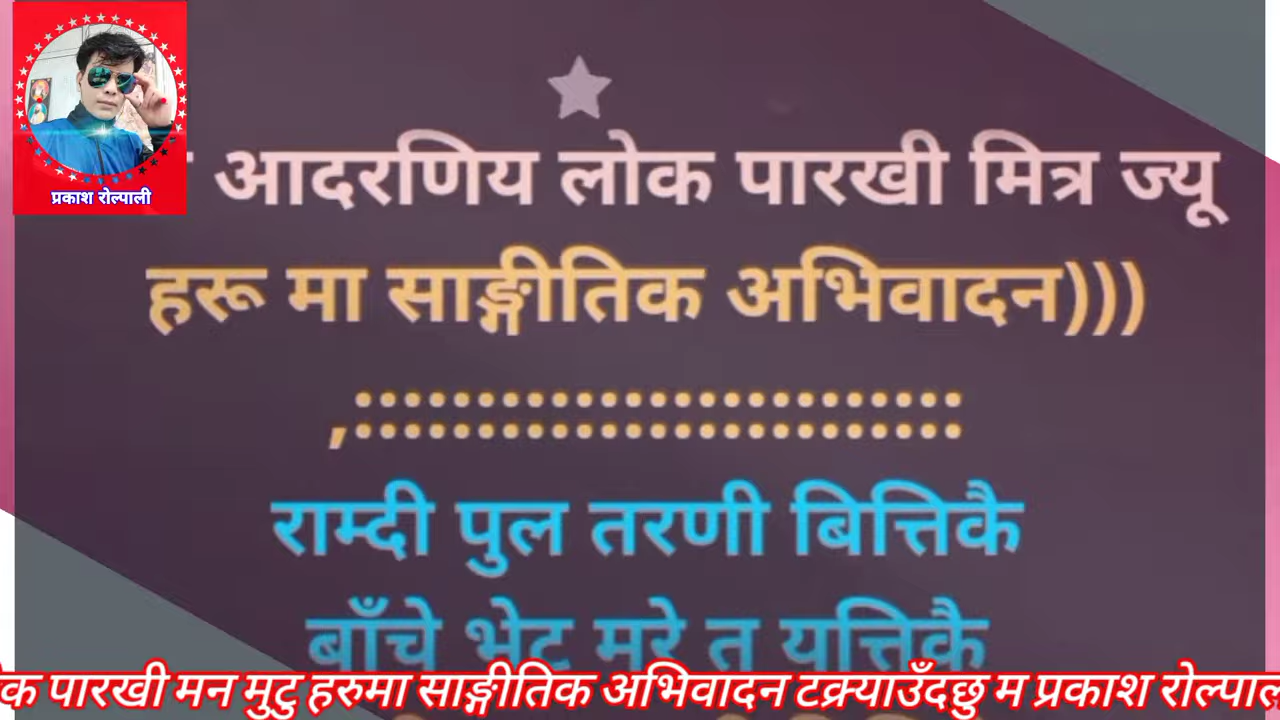 प्रकाश रोल्पाली
आदरणिय लोक पारखी मित्र ज्यू
हरू मा साङ्गीतिक अभिवादन)))
,:::::::::::::::::::::::::
राम्दी पुल तरणी बित्तिकै
बाँचे भेट मरे त यत्तिकै
पारखी मन मुटु हरुमा साङ्गीतिक अभिवादन टक्र्याउँदछु म प्रकाश